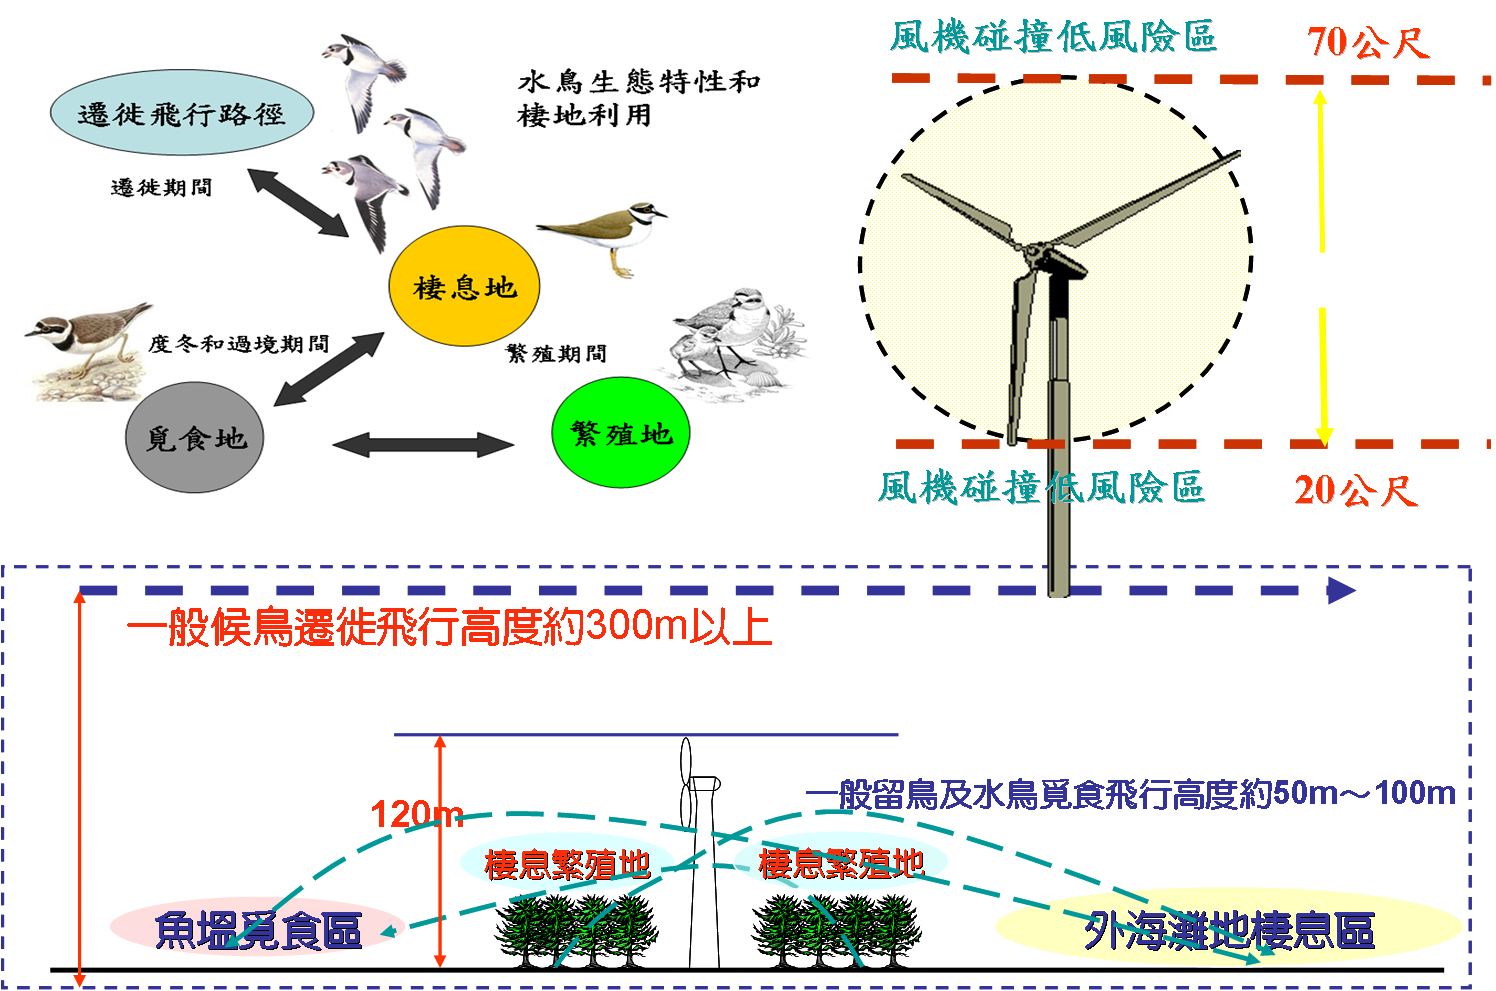 水鳥生態特性和
棲地利用
遷徙飛行路徑
遷徙期間
棲息地
度冬和過境期間
繁殖期間
覓食地
繁殖地
風機碰撞低風險區
70公尺
風機碰撞低風險區
20公尺
一般候鳥遷徙飛行高度約300m以上
一般留鳥及水鳥覓食飛行高度約50m～100m
120m
棲息繁殖地
棲息繁殖地
魚塭覓食區
外海灘地棲息區